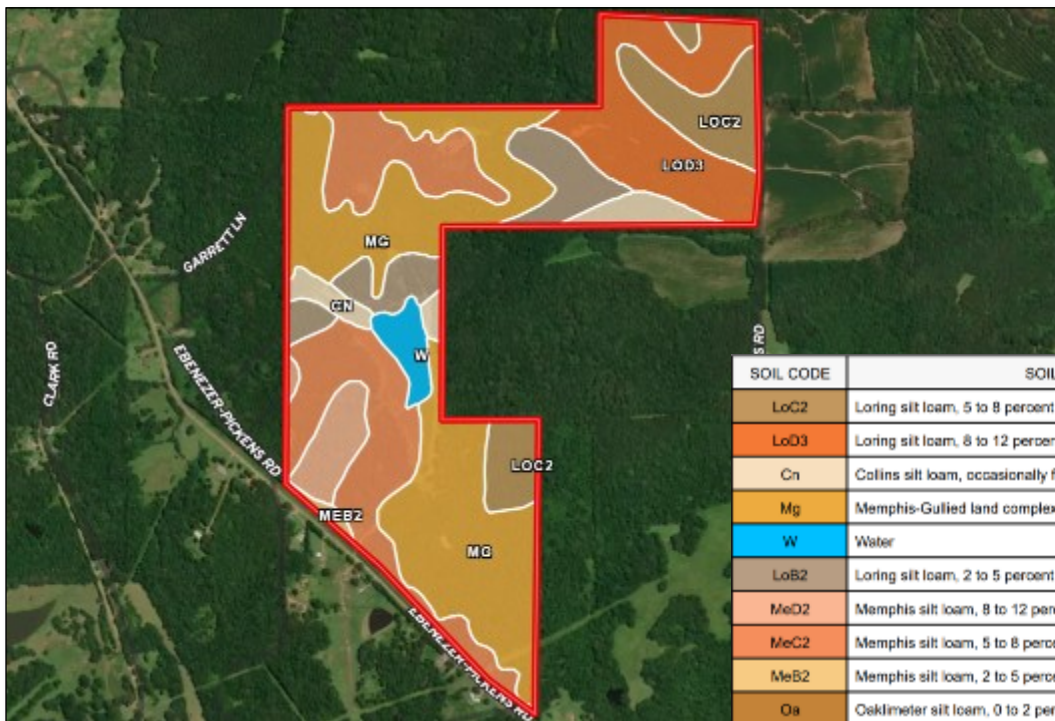 LOC2
LOD3
GARRETT LN
MG
CN
W
CLARK RD
EBENEZER-PICKENS RD
S RD
LOC2
MEB2
MG
EBENEZER-PICKENS RD
SOIL CODE SOIL
LoC2 Loring silt loam, 5 to 8 percent
LoD3 Loring silt loam, 8 to 12 percen
Cn Collins silt loam, occasionally f
Mg Memphis-Gullied land complex
W Water
LoB2 Loring silt loam, 2 to 5 percent
MeD2 Memphis silt loam, 8 to 12 perc
MeC2 Memphis silt loam, 5 to 8 perce
MeB2 Memphis silt loam, 2 to 5 perce
Oa Oaklimeter silt loam, 0 to 2 per